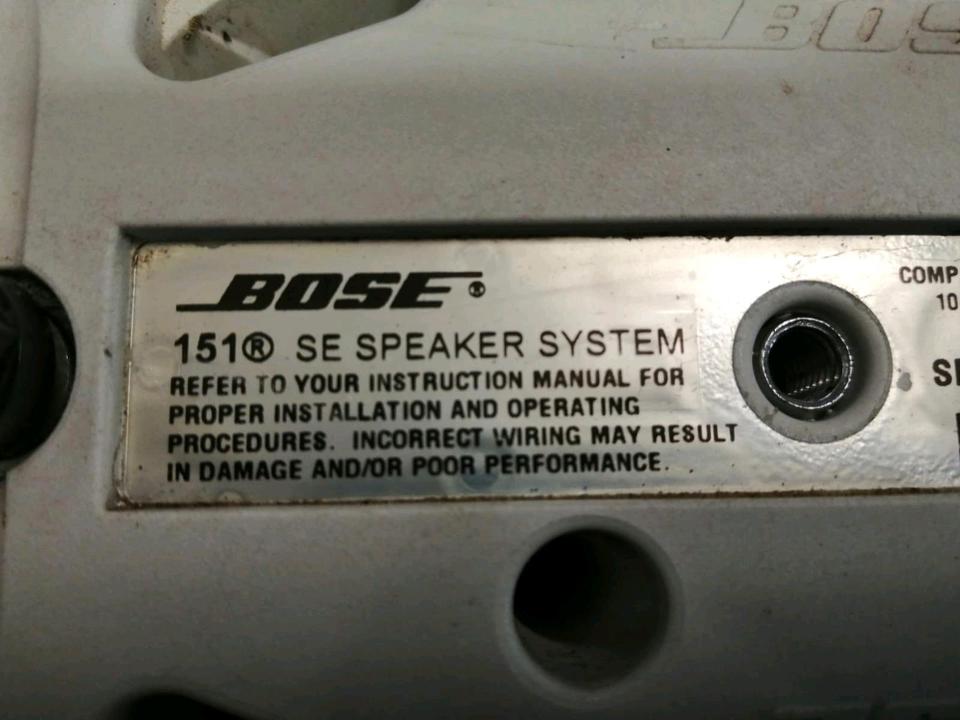 BOSE
BOSE®
151® SE SPEAKER SYSTEM
REFER TO YOUR INSTRUCTION MANUAL FOR
PROPER INSTALLATION AND OPERATING
PROCEDURES. INCORRECT WIRING MAY RESULT
IN DAMAGE AND/OR POOR PERFORMANCE.
COMP
10